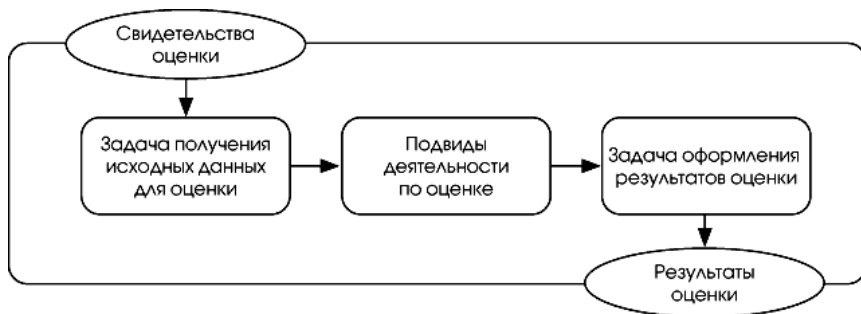 Свидетельства
оценки
Задача получения
исходных данных
для оценки
Подвиды
деятельности
по оценке
Задача оформления
результатов оценки
Результаты
оценки